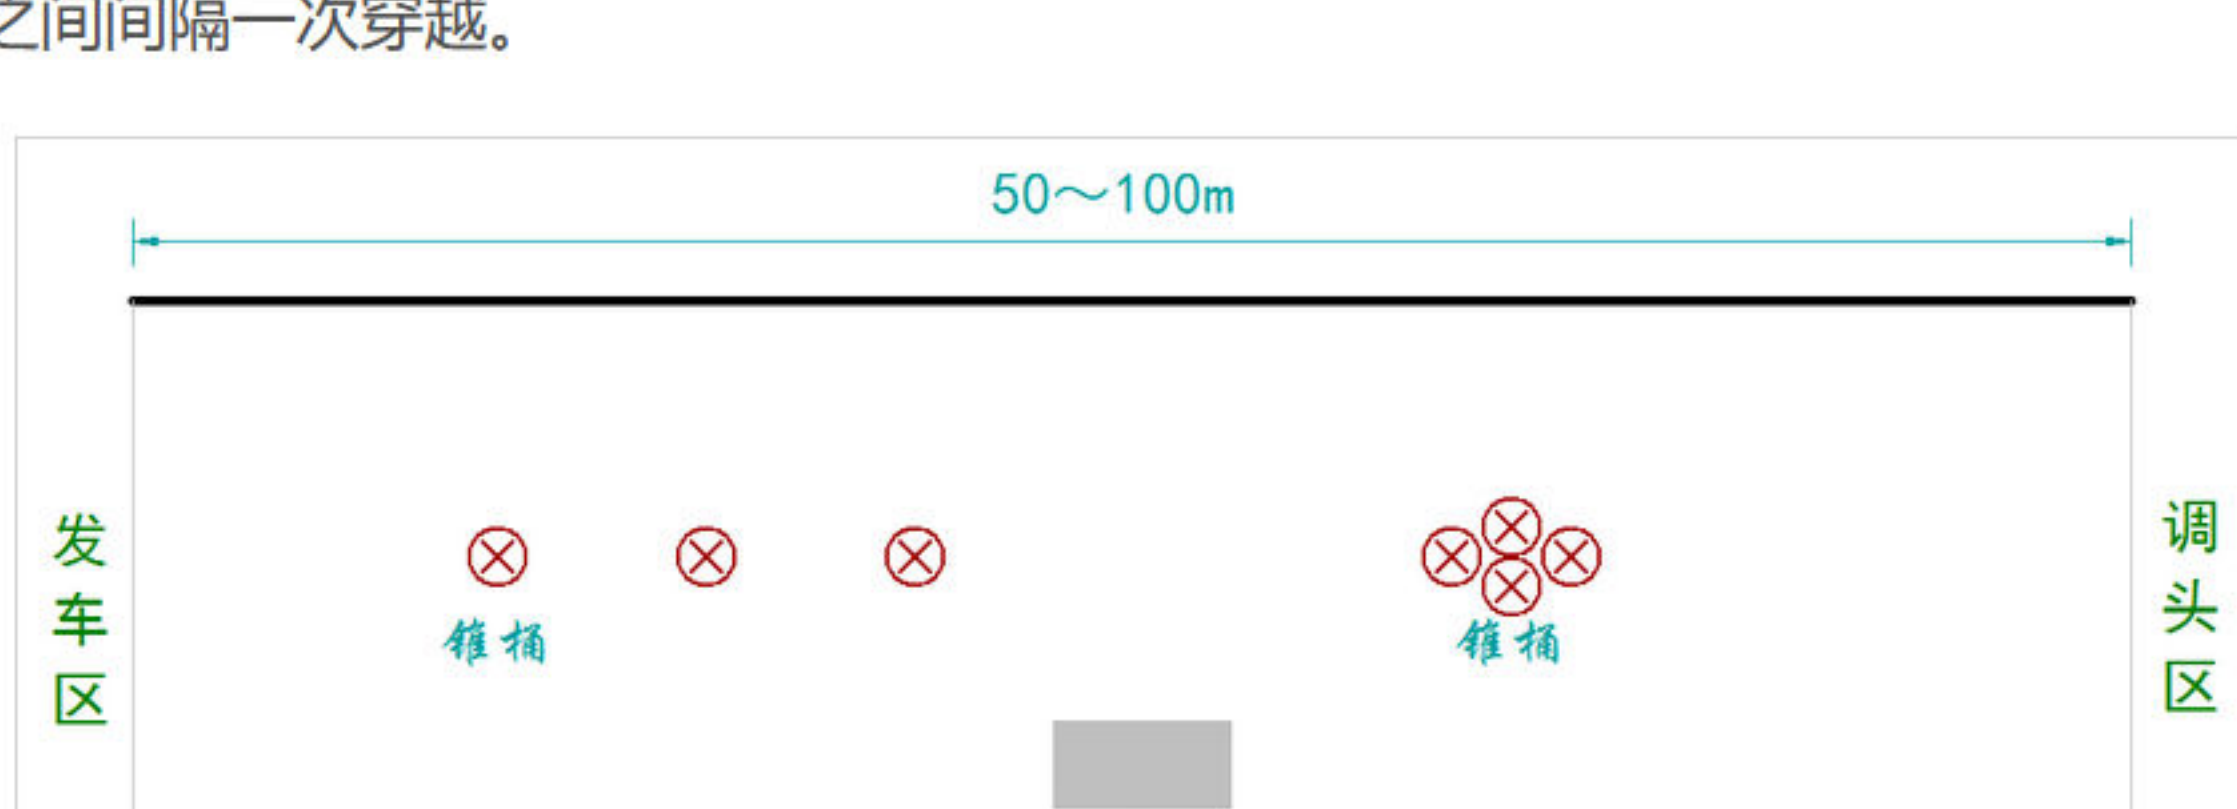 之间间隔一次穿越。
50～100m
发车区
调头区
锥桶
锥桶